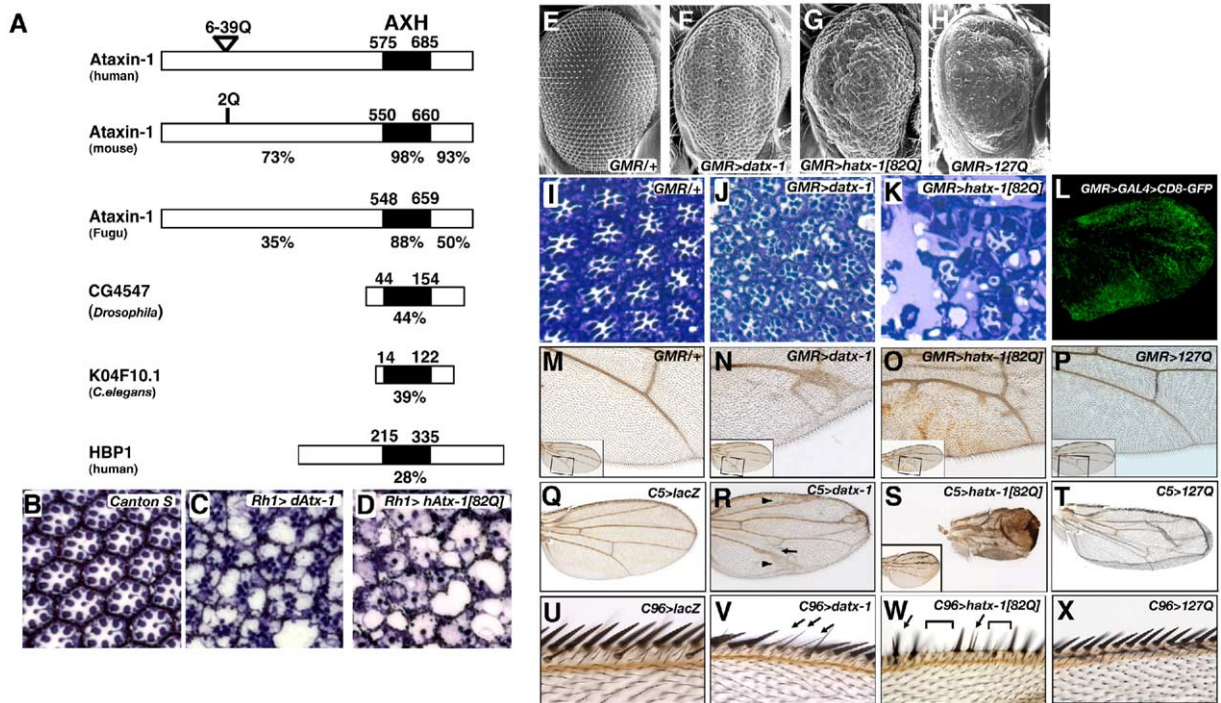 A
6-39Q
AXH
575 685
Ataxin-1
(human)
2Q
550 660
Ataxin-1
(mouse)
73% 98% 93%
548 659
Ataxin-1
(Fugu)
35% 88% 50%
44 154
CG4547
(Drosophila)
44%
14 122
K04F10.1
(C.elegans)
39%
215 335
HBP1
(human)
28%
B Canton S
C Rh1> dAtx-1
D Rh1> hAtx-1[82Q]
E GMR/+
F GMR>datx-1
G GMR>hatx-1[82Q]
H GMR>127Q
I GMR/+
J GMR>datx-1
K GMR>hatx-1[82Q]
L GMR>GAL4>CD8-GFP
M GMR/+
N GMR>datx-1
O GMR>hatx-1[82Q]
P GMR>127Q
Q C5>lacZ
R C5>datx-1
S C5>hatx-1[82Q]
T C5>127Q
U C96>lacZ
V C96>datx-1
W C96>hatx-1[82Q]
X C96>127Q